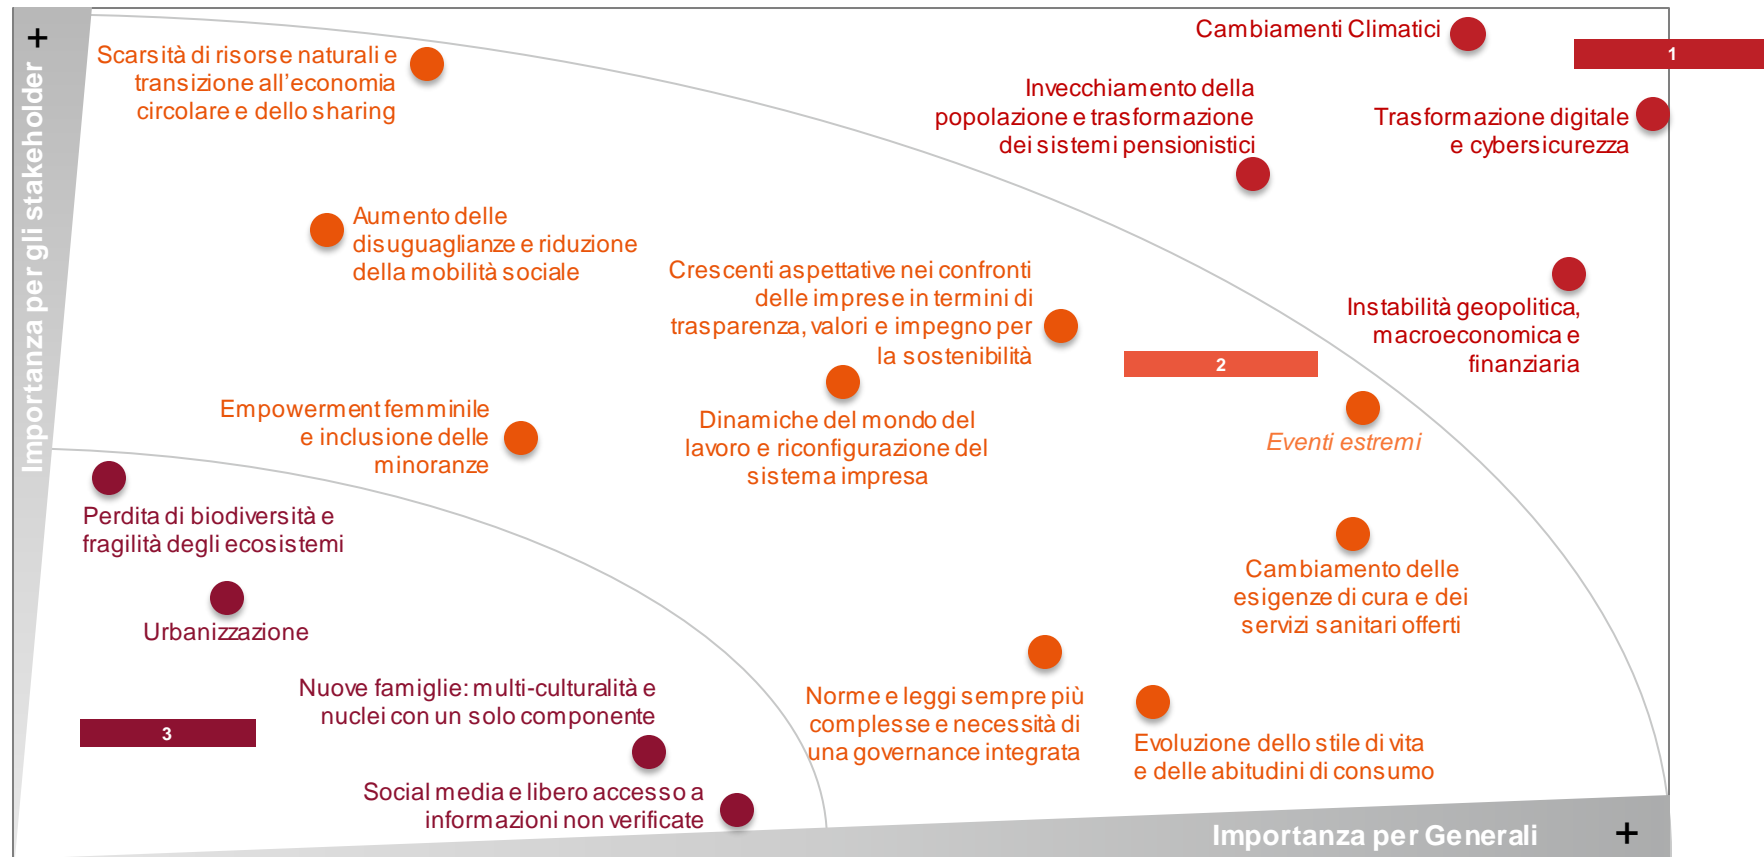 +
Importanza per gli stakeholder
Cambiamenti Climatici
1
Scarsità di risorse naturali e
transizione all'economia
circolare e dello sharing
Invecchiamento della
popolazione e trasformazione
dei sistemi pensionistici
Trasformazione digitale
e cybersicurezza
Aumento delle
disuguaglianze e riduzione
della mobilità sociale
Crescenti aspettative nei confronti
delle imprese in termini di
trasparenza, valori e impegno per
la sostenibilità
Instabilità geopolitica,
macroeconomica e
finanziaria
2
Empowerment femminile
e inclusione delle
minoranze
Dinamiche del mondo del
lavoro e riconfigurazione del
sistema impresa
Eventi estremi
Perdita di biodiversità e
fragilità degli ecosistemi
Cambiamento delle
esigenze di cura e dei
servizi sanitari offerti
Urbanizzazione
Nuove famiglie: multi-culturalità e
nuclei con un solo componente
Norme e leggi sempre più
complesse e necessità di
una governance integrata
3
Evoluzione dello stile di vita
e delle abitudini di consumo
Social media e libero accesso a
informazioni non verificate
Importanza per Generali
+